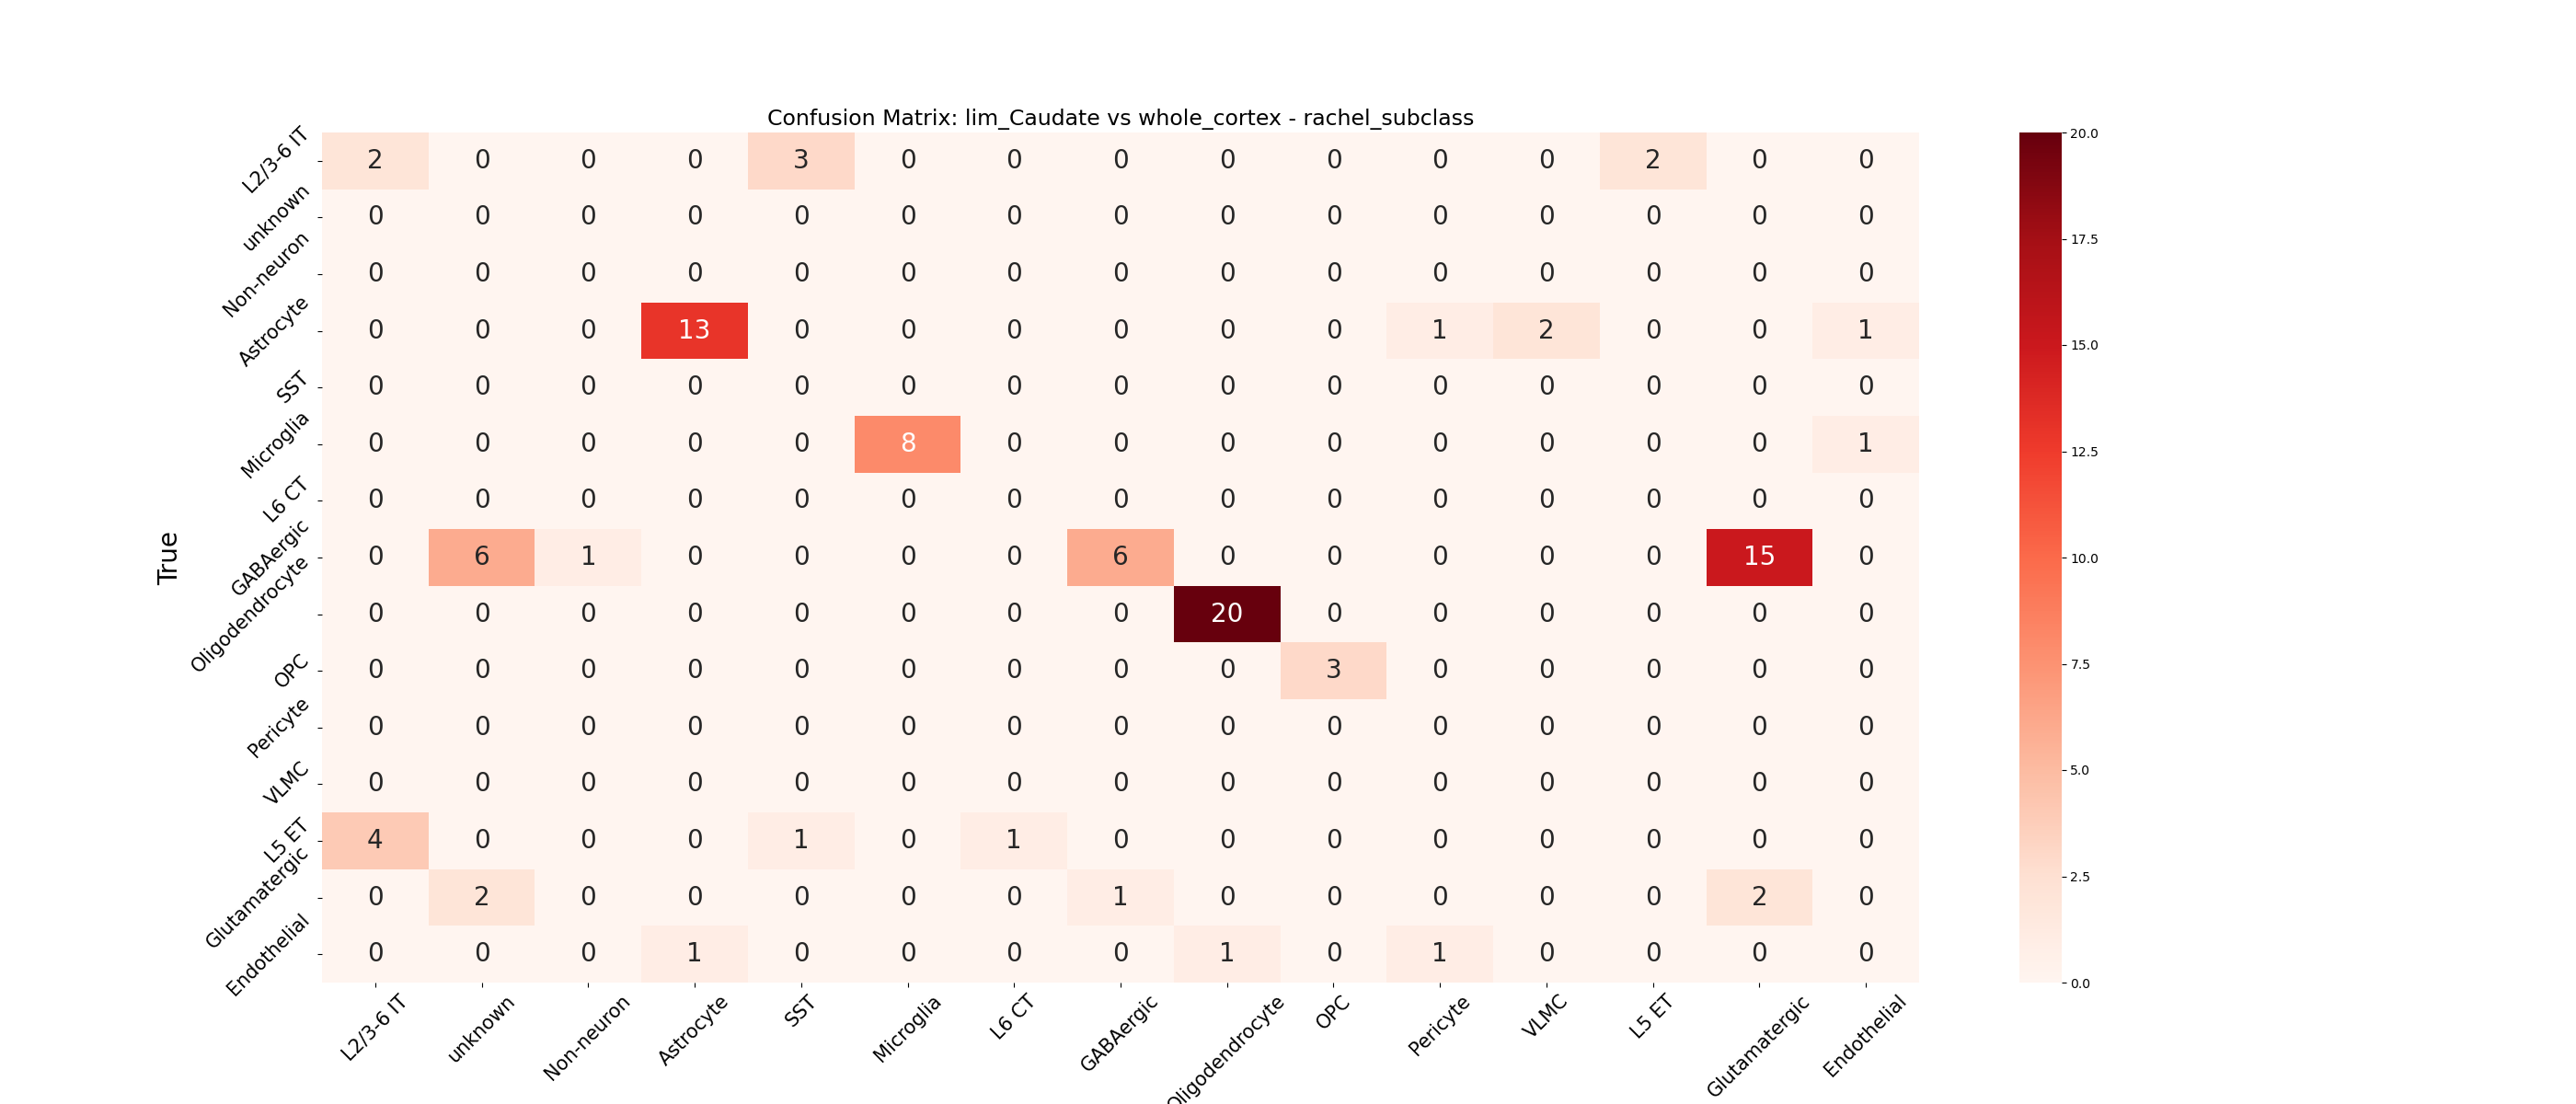 Confusion Matrix: lim_Caudate vs whole_cortex - rachel_subclass
True
L2/3-6 IT 2 0 0 0 3 0 0 0 0 0 0 0 2 0 0
unknown 0 0 0 0 0 0 0 0 0 0 0 0 0 0 0
Non-neuron 0 0 0 0 0 0 0 0 0 0 0 0 0 0 0
Astrocyte 0 0 0 13 0 0 0 0 0 0 1 2 0 0 1
SST 0 0 0 0 0 0 0 0 0 0 0 0 0 0 0
Microglia 0 0 0 0 0 8 0 0 0 0 0 0 0 0 1
L6 CT 0 0 0 0 0 0 0 0 0 0 0 0 0 0 0
GABAergic 0 6 1 0 0 0 0 6 0 0 0 0 0 15 0
Oligodendrocyte 0 0 0 0 0 0 0 0 20 0 0 0 0 0 0
OPC 0 0 0 0 0 0 0 0 0 3 0 0 0 0 0
Pericyte 0 0 0 0 0 0 0 0 0 0 0 0 0 0 0
VLMC 0 0 0 0 0 0 0 0 0 0 0 0 0 0 0
L5 ET 4 0 0 0 1 0 1 0 0 0 0 0 0 0 0
Glutamatergic 0 2 0 0 0 0 0 1 0 0 0 0 0 2 0
Endothelial 0 0 0 1 0 0 0 0 1 0 1 0 0 0 0
L2/3-6 IT unknown Non-neuron Astrocyte SST Microglia L6 CT GABAergic Oligodendrocyte OPC Pericyte VLMC L5 ET Glutamatergic Endothelial
20.0
17.5
15.0
12.5
10.0
7.5
5.0
2.5
0.0